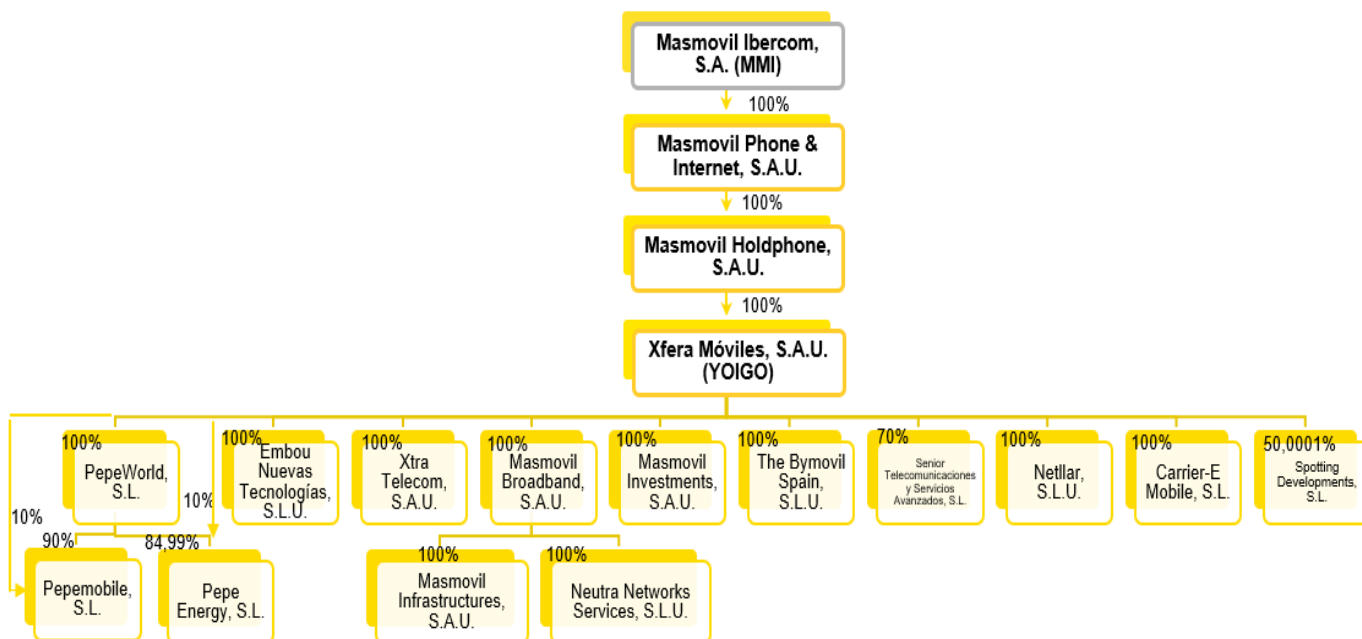 Masmovil Ibercom,
S.A. (MMI)
100%
Masmovil Phone &
Internet, S.A.U.
100%
Masmovil Holdphone,
S.A.U.
100%
Xfera Móviles, S.A.U.
(YOIGO)
100%
PepeWorld,
S.L.
100%
Embou
Nuevas
Tecnologías,
S.L.U.
100%
Xtra
Telecom,
S.A.U.
100%
Masmovil
Broadband,
S.A.U.
100%
Masmovil
Investments,
S.A.U.
100%
The Bymovil
Spain,
S.L.U.
70%
Senior
Telecomunicaciones
y Servicios
Avanzados, S.L.
100%
Netllar,
S.L.U.
100%
Carrier-E
Mobile, S.L.
50,0001%
Spotting
Developments,
S.L.
10%
10%
90%
Pepemobile,
S.L.
84,99%
Pepe
Energy, S.L.
100%
Masmovil
Infrastructures,
S.A.U.
100%
Neutra Networks
Services, S.L.U.